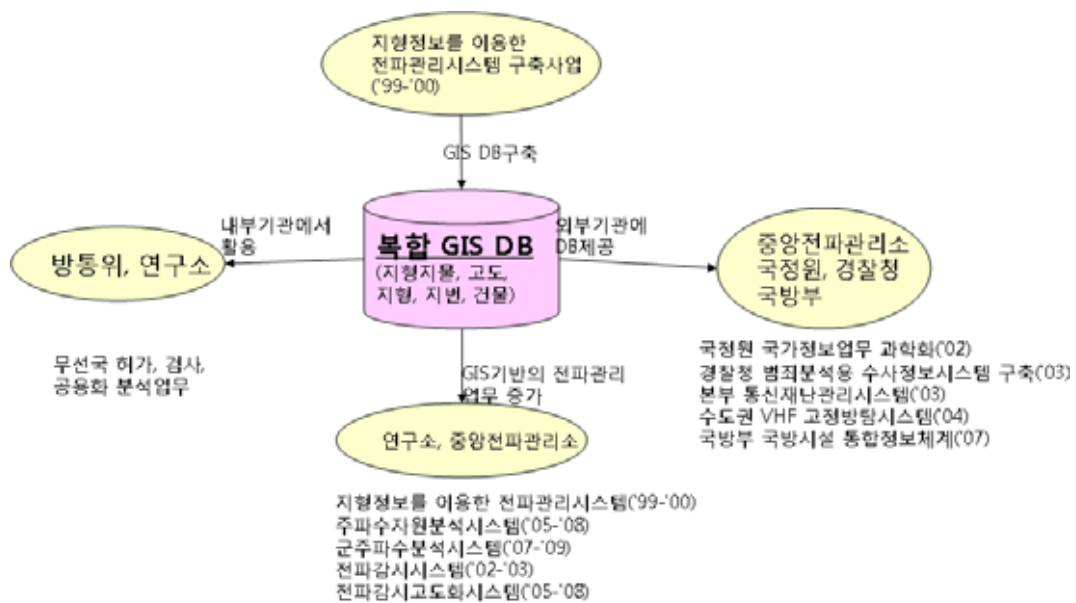 지형정보를 이용한
전파관리시스템 구축사업
('99-'00)
GIS DB구축
내부기관에서
활용
복합 GIS DB
(지형지물, 고도,
지형, 지번, 건물)
외부기관에
DB제공
방통위, 연구소
중앙전파관리소
국정원, 경찰청
국방부
무선국 허가, 검사,
공용화 분석업무
GIS기반의 전파관리
업무 증가
국정원 국가정보업무 과학화('02)
경찰청 범죄분석용 수사정보시스템 구축('03)
본부 통신재난관리시스템('03)
수도권 VHF 고정방탐시스템('04)
국방부 국방시설 통합정보체계('07)
연구소, 중앙전파관리소
지형정보를 이용한 전파관리시스템('99-'00)
주파수자원분석시스템('05-'08)
군주파수분석시스템('07-'09)
전파감시시스템('02-'03)
전파감시고도화시스템('05-'08)